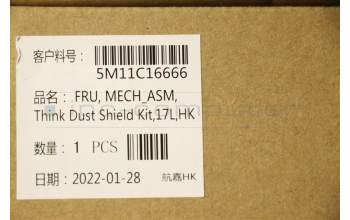 客户料号:
5M11C16666
品名: FRU, MECH_ASM,
Think Dust Shield Kit,17L,HK
数量: 1 PCS
日期: 2022-01-28 航嘉HK